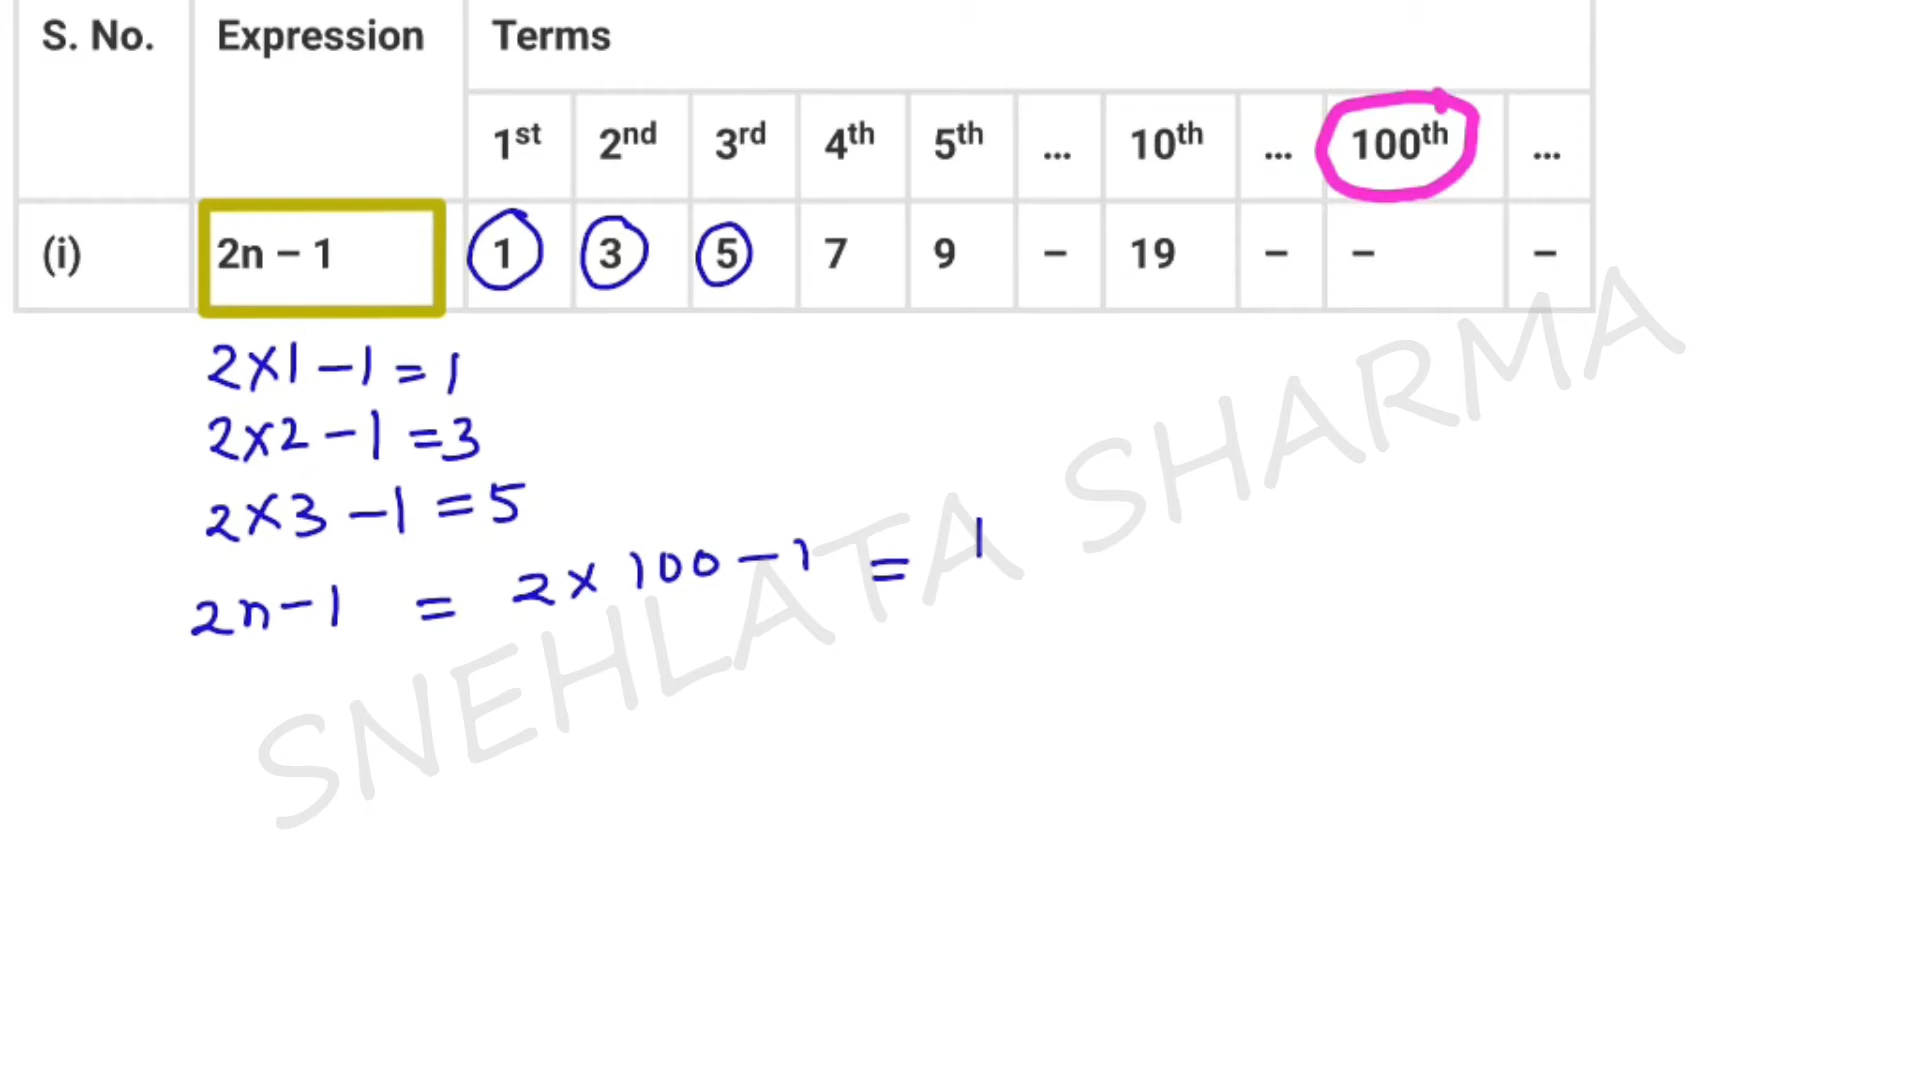 S. No. Expression Terms
1st 2nd 3rd 4th 5th ... 10th ... 100th ...
(i) 2n – 1 1 3 5 7 9 – 19 – – –
2×1 – 1 = 1
2×2 – 1 = 3
2×3 – 1 = 5
2n – 1 = 2 × 100 – 1 = 1
SNEHLATA SHARMA